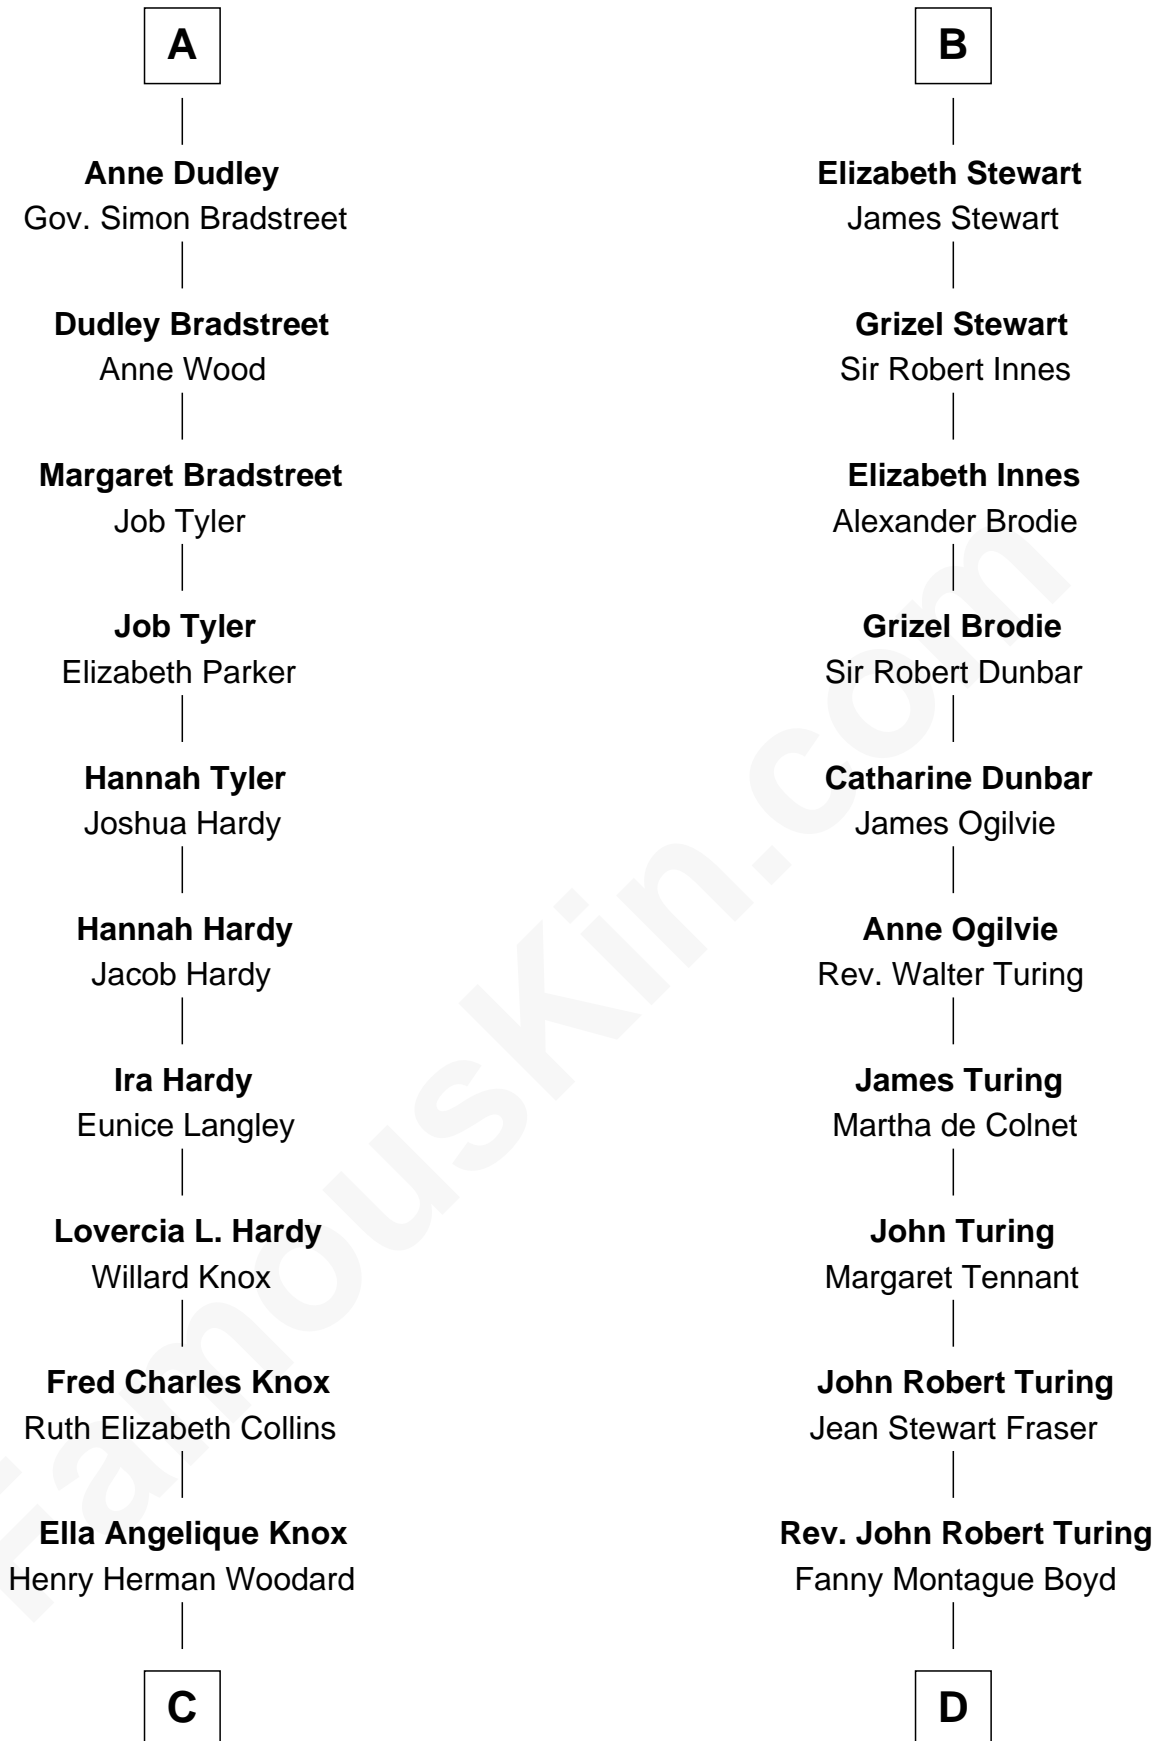 A
Anne Dudley
Gov. Simon Bradstreet
Dudley Bradstreet
Anne Wood
Margaret Bradstreet
Job Tyler
Job Tyler
Elizabeth Parker
Hannah Tyler
Joshua Hardy
Hannah Hardy
Jacob Hardy
Ira Hardy
Eunice Langley
Lovercia L. Hardy
Willard Knox
Fred Charles Knox
Ruth Elizabeth Collins
Ella Angelique Knox
Henry Herman Woodard
C
B
Elizabeth Stewart
James Stewart
Grizel Stewart
Sir Robert Innes
Elizabeth Innes
Alexander Brodie
Grizel Brodie
Sir Robert Dunbar
Catharine Dunbar
James Ogilvie
Anne Ogilvie
Rev. Walter Turing
James Turing
Martha de Colnet
John Turing
Margaret Tennant
John Robert Turing
Jean Stewart Fraser
Rev. John Robert Turing
Fanny Montague Boyd
D
FamousKin.com